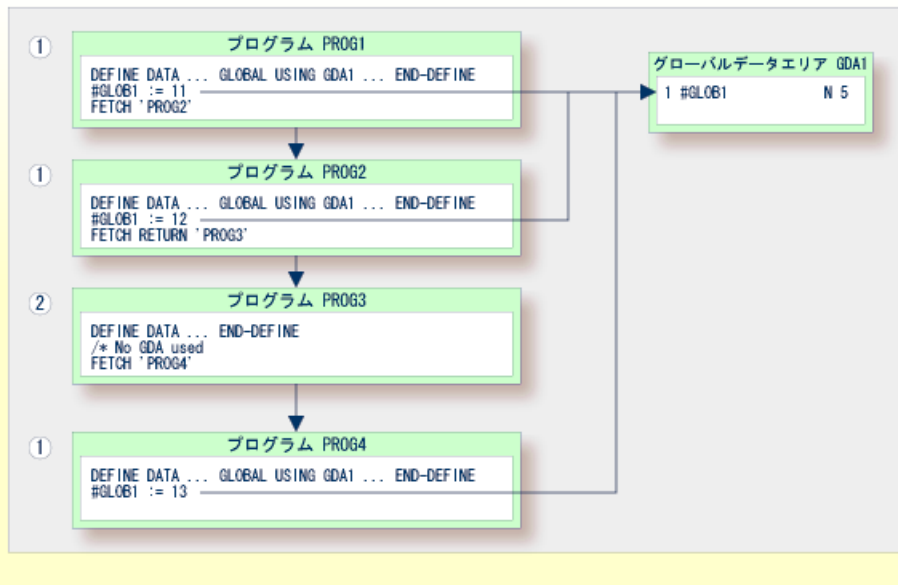 ① プログラム PROG1
DEFINE DATA ... GLOBAL USING GDA1 ... END-DEFINE
#GLOB1 := 11
FETCH 'PROG2'
グローバルデータエリア GDA1
1 #GLOB1 N 5
① プログラム PROG2
DEFINE DATA ... GLOBAL USING GDA1 ... END-DEFINE
#GLOB1 := 12
FETCH RETURN 'PROG3'
② プログラム PROG3
DEFINE DATA ... END-DEFINE
/* No GDA used
FETCH 'PROG4'
① プログラム PROG4
DEFINE DATA ... GLOBAL USING GDA1 ... END-DEFINE
#GLOB1 := 13